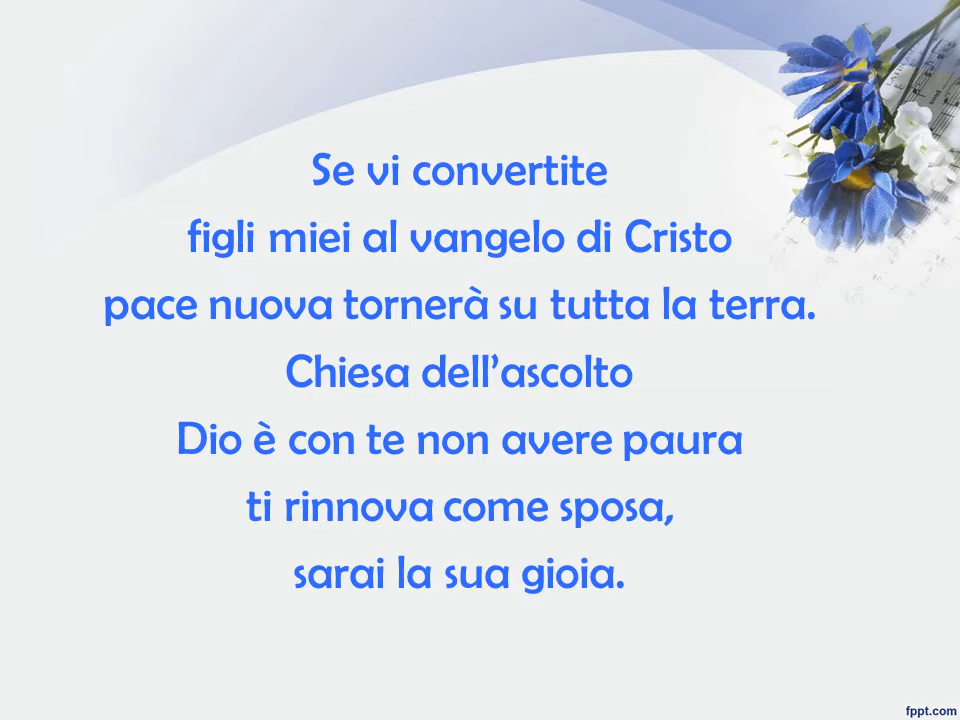 Se vi convertite
figli miei al vangelo di Cristo
pace nuova tornerà su tutta la terra.
Chiesa dell’ascolto
Dio è con te non avere paura
ti rinnova come sposa,
sarai la sua gioia.
fppt.com